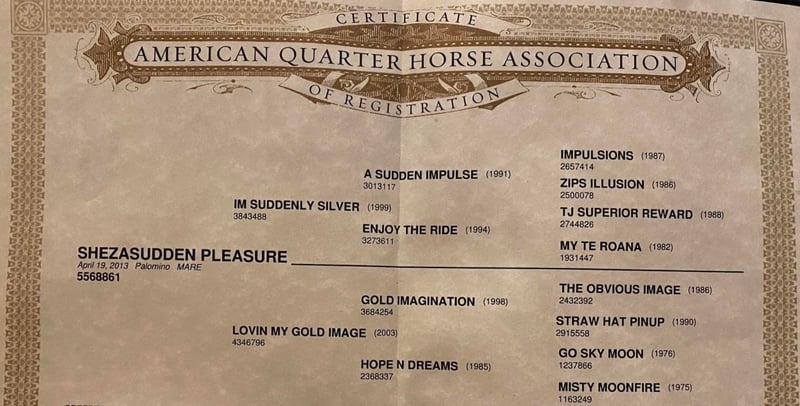 CERTIFICATE
AMERICAN QUARTER HORSE ASSOCIATION
OF REGISTRATION
IMPULSIONS (1987)
2657414
A SUDDEN IMPULSE (1991)
3013117
ZIPS ILLUSION (1986)
2500078
IM SUDDENLY SILVER (1999)
3843488
TJ SUPERIOR REWARD (1988)
2744826
ENJOY THE RIDE (1994)
3273611
MY TE ROANA (1982)
1931447
SHEZASUDDEN PLEASURE
April 19, 2013 Palomino MARE
5568861
THE OBVIOUS IMAGE (1986)
2432392
GOLD IMAGINATION (1998)
3684254
STRAW HAT PINUP (1990)
2915558
LOVIN MY GOLD IMAGE (2003)
4346796
GO SKY MOON (1976)
1237866
HOPE N DREAMS (1985)
2368337
MISTY MOONFIRE (1975)
1163249